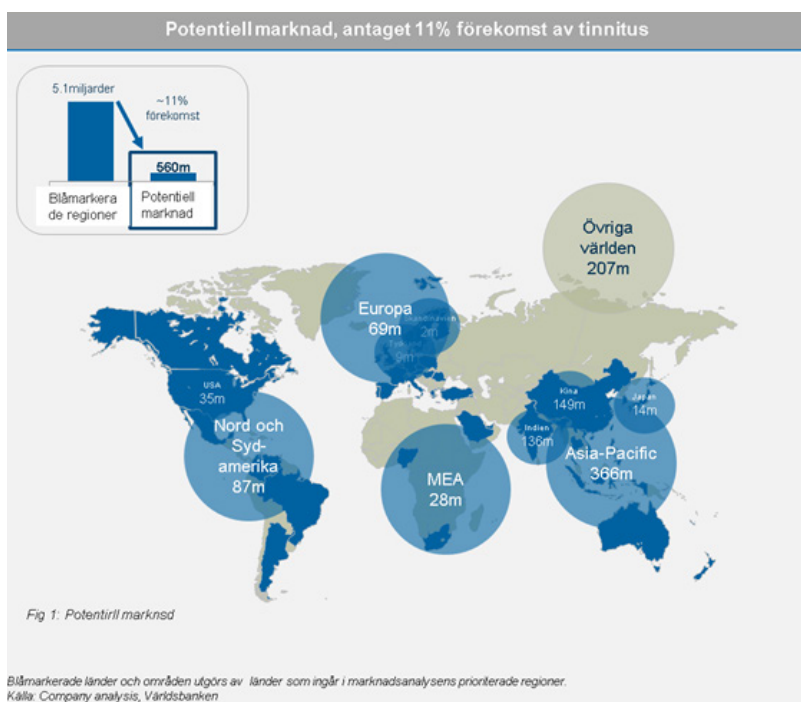 Potentiell marknad, antaget 11% förekomst av tinnitus
5.1miljarder
~11%
förekomst
560m
Blåmarkera
de regioner
Potentiell
marknad
Övriga
världen
207m
Europa
69m
Skandinavien
2m
Tyskland
9m
USA
35m
Nord och
Syd-
amerika
87m
MEA
28m
Kina
149m
Japan
14m
Indien
136m
Asia-Pacific
366m
Fig 1: Potentirll marknsd
Blåmarkerade länder och områden utgörs av länder som ingår i marknadsanalysens prioriterade regioner.
Källa: Company analysis, Världsbanken